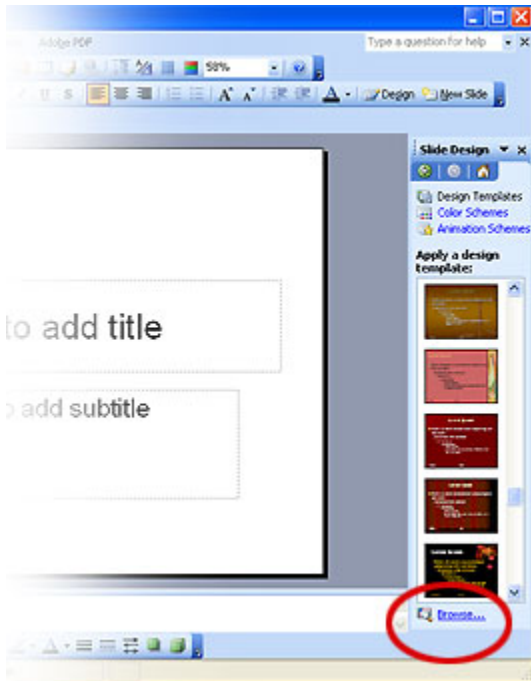 Adobe PDF
Type a question for help
58%
U S A A A Design New Slide
Slide Design
Design Templates
Color Schemes
Animation Schemes
Apply a design
template:
to add title
o add subtitle
Browse...
A